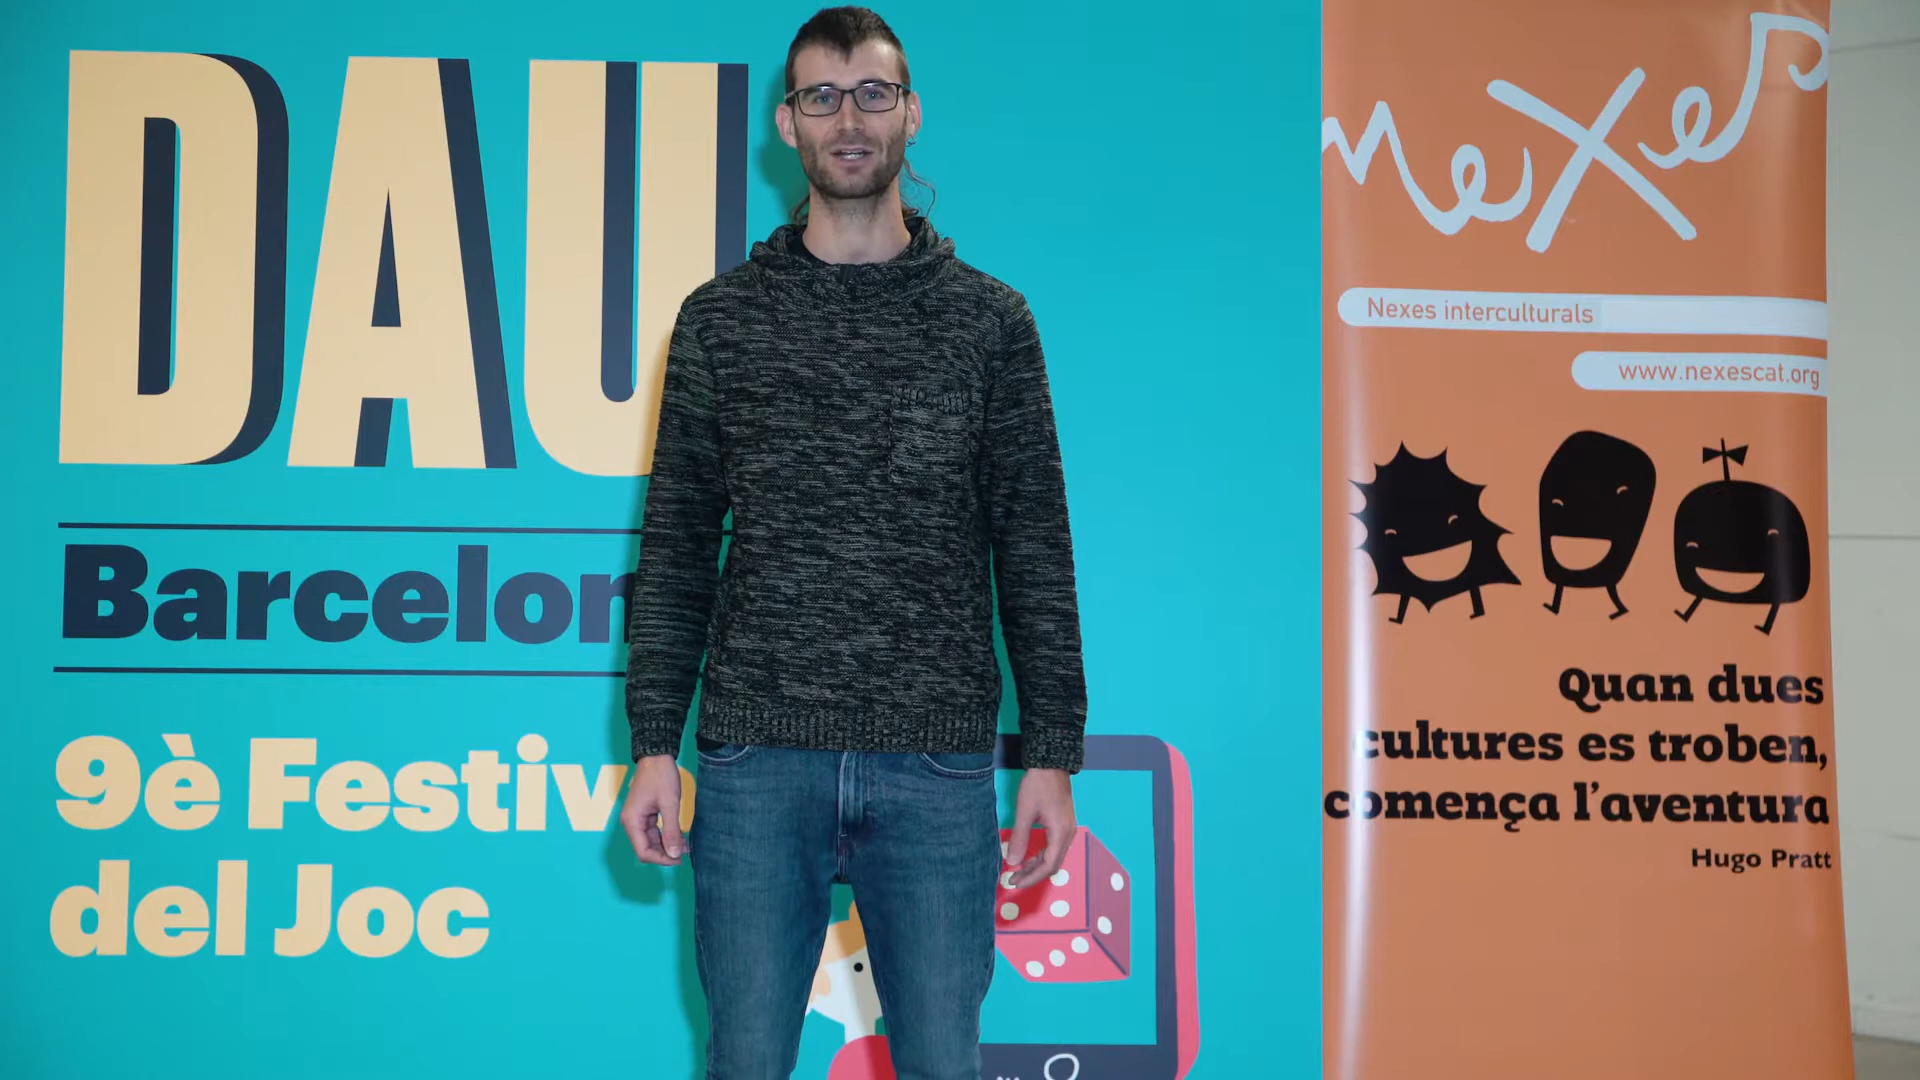 DAU
Barcelon
9è Festiv
del Joc
nexes
Nexes interculturals
www.nexescat.org
Quan dues
cultures es troben,
comença l'aventura
Hugo Pratt